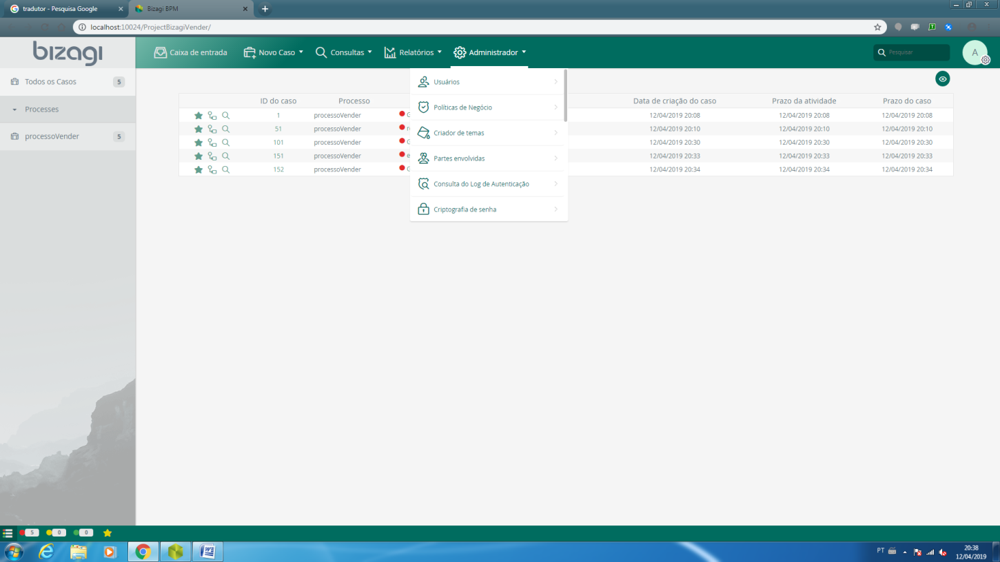 tradutor - Pesquisa Google
Bizagi BPM
localhost:10024/ProjectBizagiVender/
bizagi
Caixa de entrada
Novo Caso
Consultas
Relatórios
Administrador
Pesquisar
A
Todos os Casos 5
Processes
processoVender 5
Usuários
Políticas de Negócio
Criador de temas
Partes envolvidas
Consulta do Log de Autenticação
Criptografia de senha
ID do caso Processo Data de criação do caso Prazo da atividade Prazo do caso
1 processoVender 12/04/2019 20:08 12/04/2019 20:08 12/04/2019 20:08
51 processoVender 12/04/2019 20:10 12/04/2019 20:10 12/04/2019 20:10
101 processoVender 12/04/2019 20:30 12/04/2019 20:30 12/04/2019 20:30
151 processoVender 12/04/2019 20:33 12/04/2019 20:33 12/04/2019 20:33
152 processoVender 12/04/2019 20:34 12/04/2019 20:34 12/04/2019 20:34
5 0 0
PT
20:38
12/04/2019